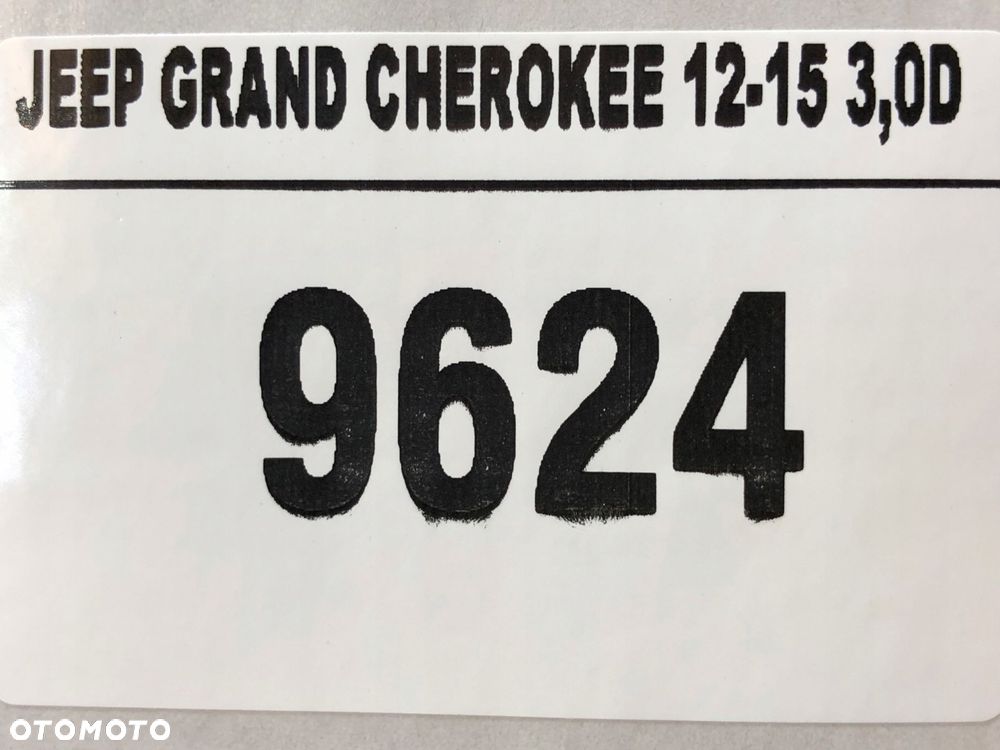 JEEP GRAND CHEROKEE 12-15 3,0D
9624
OTOMOTO